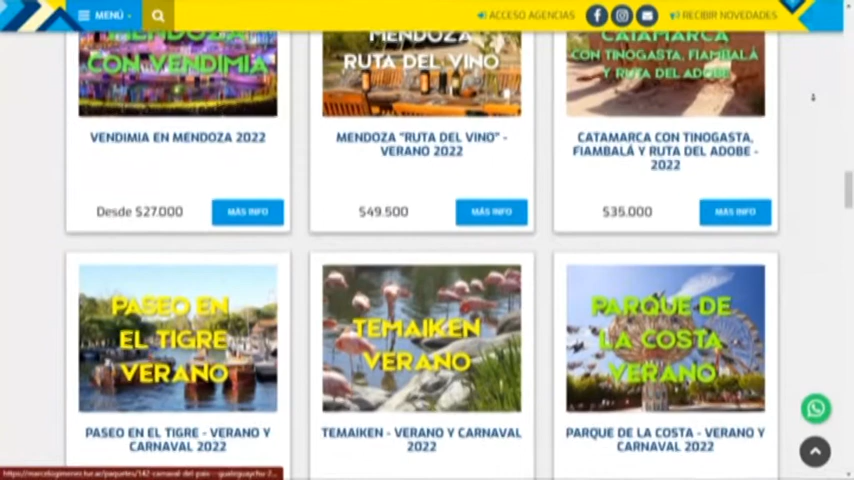 MENÚ
ACCESO AGENCIAS
RECIBIR NOVEDADES
MENDOZA
CON VENDIMIA
MENDOZA
RUTA DEL VINO
CATAMARCA
CON TINOGASTA, FIAMBALÁ
Y RUTA DEL ADOBE
VENDIMIA EN MENDOZA 2022
MENDOZA "RUTA DEL VINO" -
VERANO 2022
CATAMARCA CON TINOGASTA,
FIAMBALÁ Y RUTA DEL ADOBE -
2022
Desde $27.000
MÁS INFO
$49.500
MÁS INFO
$35.000
MÁS INFO
PASEO EN
EL TIGRE
VERANO
TEMAIKEN
VERANO
PARQUE DE
LA COSTA
VERANO
PASEO EN EL TIGRE - VERANO Y
CARNAVAL 2022
TEMAIKEN - VERANO Y CARNAVAL
2022
PARQUE DE LA COSTA - VERANO Y
CARNAVAL 2022